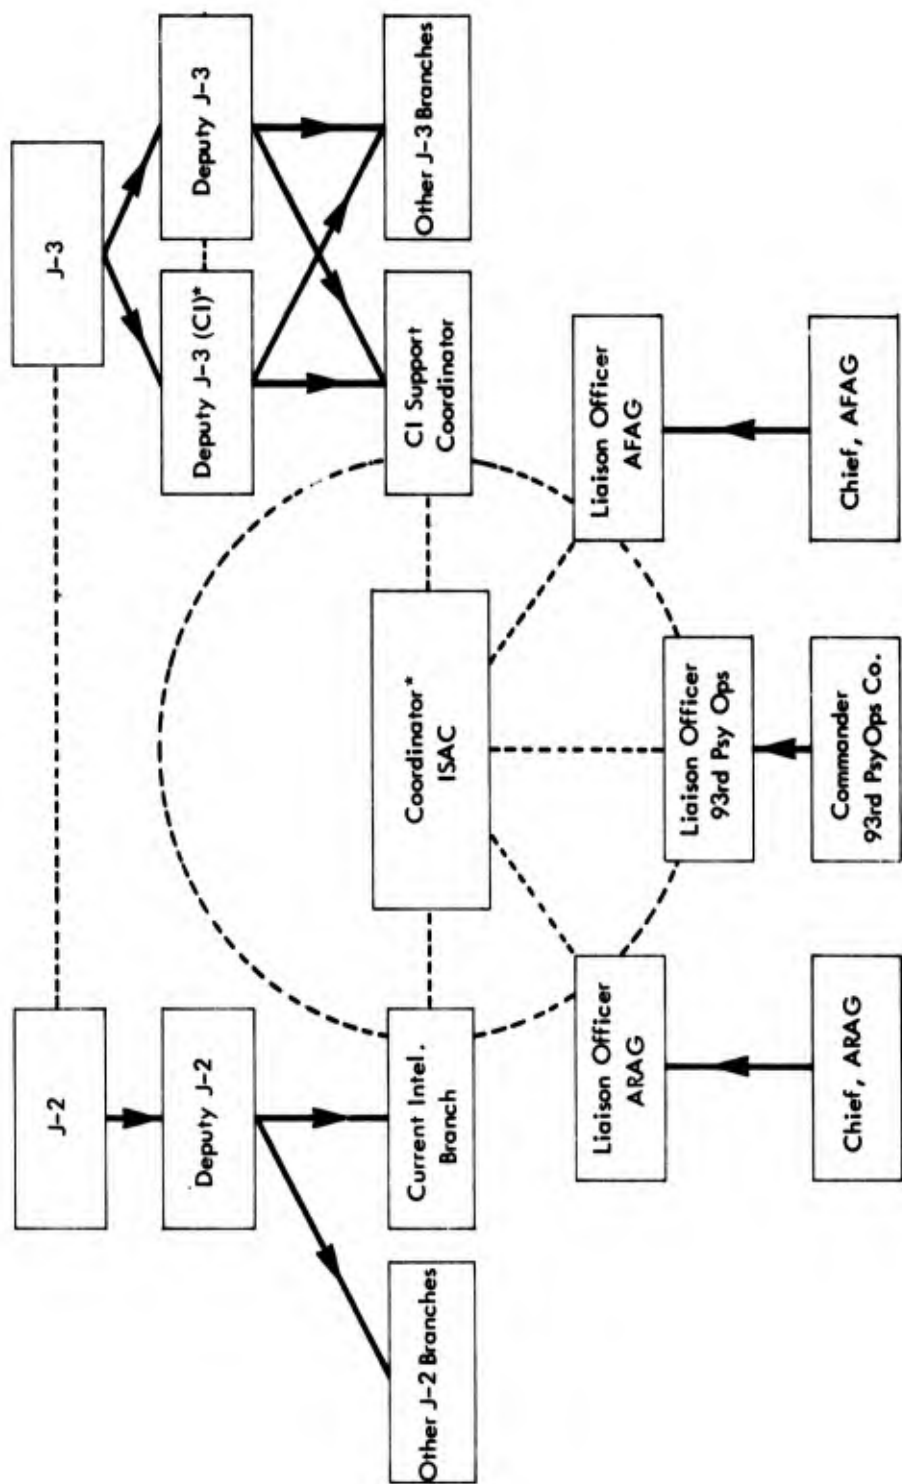 J-2
J-3
Deputy J-2
Deputy J-3 (CI)*
Deputy J-3
Other J-2 Branches
Current Intel.
Branch
Coordinator*
ISAC
CI Support
Coordinator
Other J-3 Branches
Liaison Officer
ARAG
Liaison Officer
93rd Psy Ops
Liaison Officer
AFAG
Chief, ARAG
Commander
93rd PsyOps Co.
Chief, AFAG